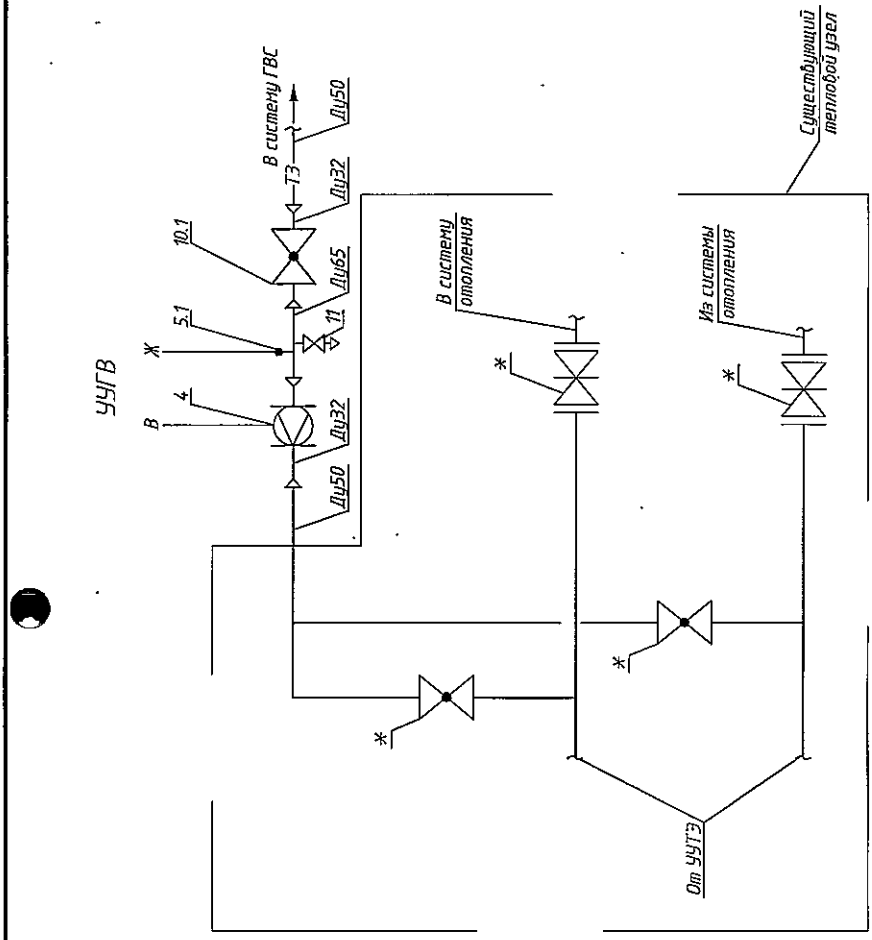 УУГВ
В
4
Ж
5.1
10.1
В систему ГВС
Т3
Ду50
Ду32
Ду65
11
Ду32
Ду50
Существующий
тепловой узел
В систему
отопления
*
Из системы
отопления
*
*
*
От УУТЭ